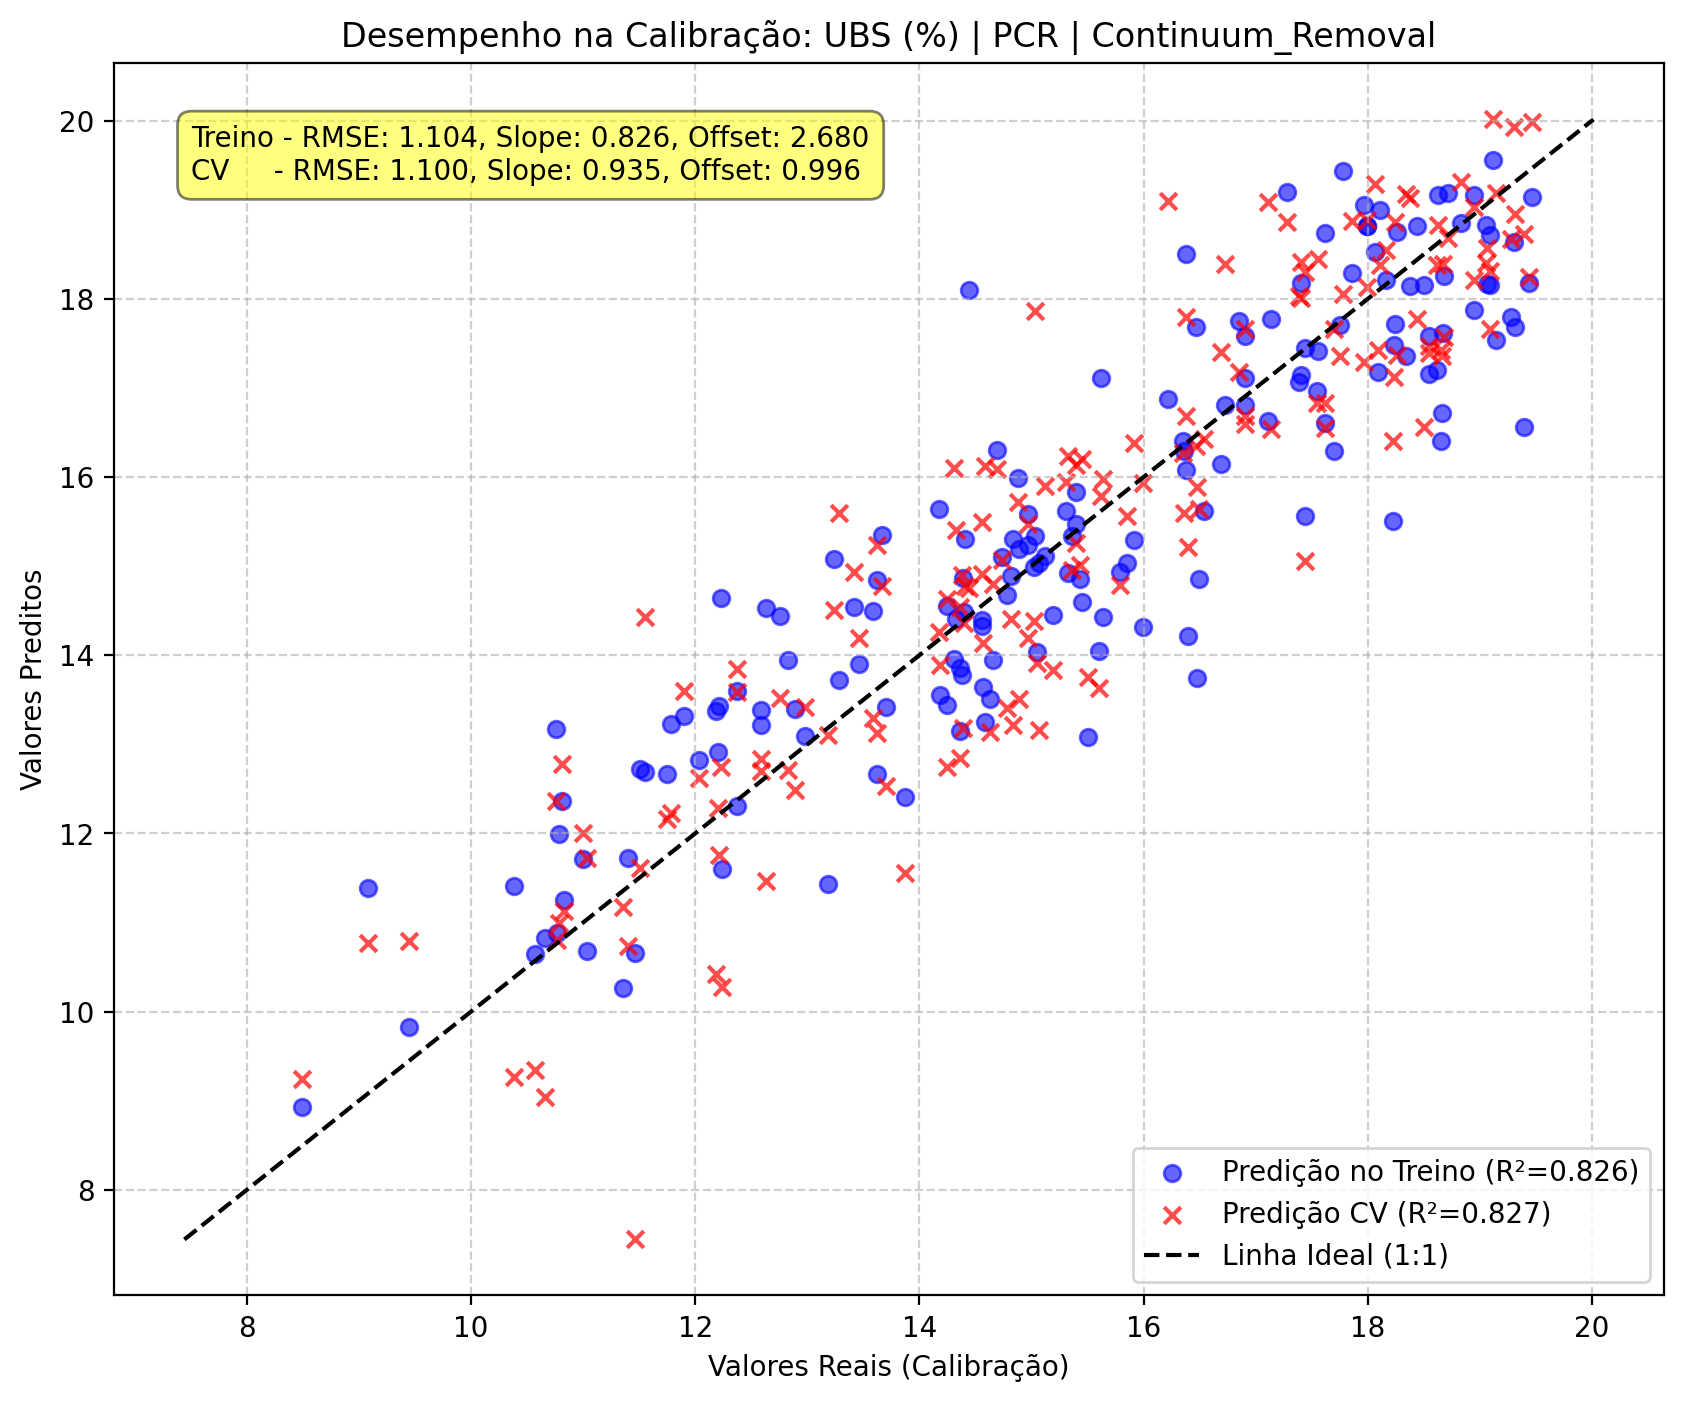 Desempenho na Calibração: UBS (%) | PCR | Continuum_Removal
Treino - RMSE: 1.104, Slope: 0.826, Offset: 2.680
CV - RMSE: 1.100, Slope: 0.935, Offset: 0.996
Valores Preditos
20
18
16
14
12
10
8
Predição no Treino (R²=0.826)
Predição CV (R²=0.827)
Linha Ideal (1:1)
8 10 12 14 16 18 20
Valores Reais (Calibração)